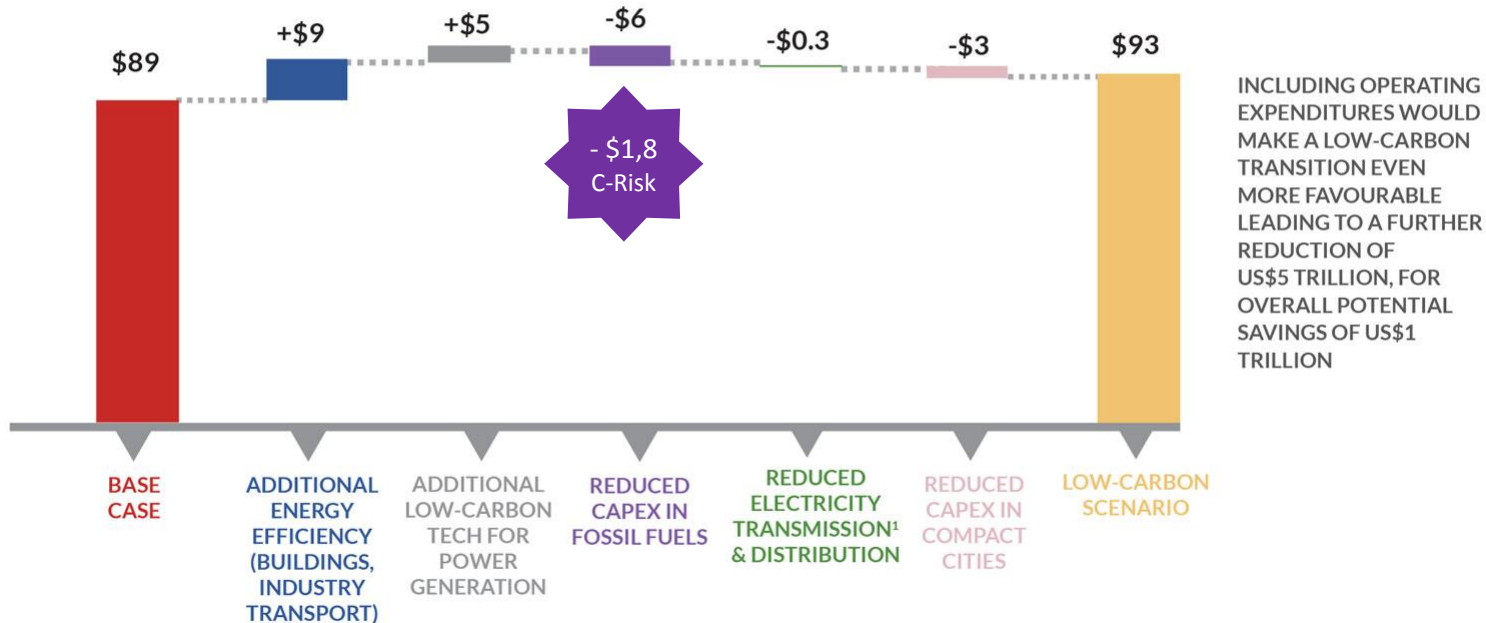 $89
+$9
+$5
-$6
-$0.3
-$3
$93
- $1,8
C-Risk
INCLUDING OPERATING
EXPENDITURES WOULD
MAKE A LOW-CARBON
TRANSITION EVEN
MORE FAVOURABLE
LEADING TO A FURTHER
REDUCTION OF
US$5 TRILLION, FOR
OVERALL POTENTIAL
SAVINGS OF US$1
TRILLION
BASE
CASE
ADDITIONAL
ENERGY
EFFICIENCY
(BUILDINGS,
INDUSTRY
TRANSPORT)
ADDITIONAL
LOW-CARBON
TECH FOR
POWER
GENERATION
REDUCED
CAPEX IN
FOSSIL FUELS
REDUCED
ELECTRICITY
TRANSMISSION¹
& DISTRIBUTION
REDUCED
CAPEX IN
COMPACT
CITIES
LOW-CARBON
SCENARIO